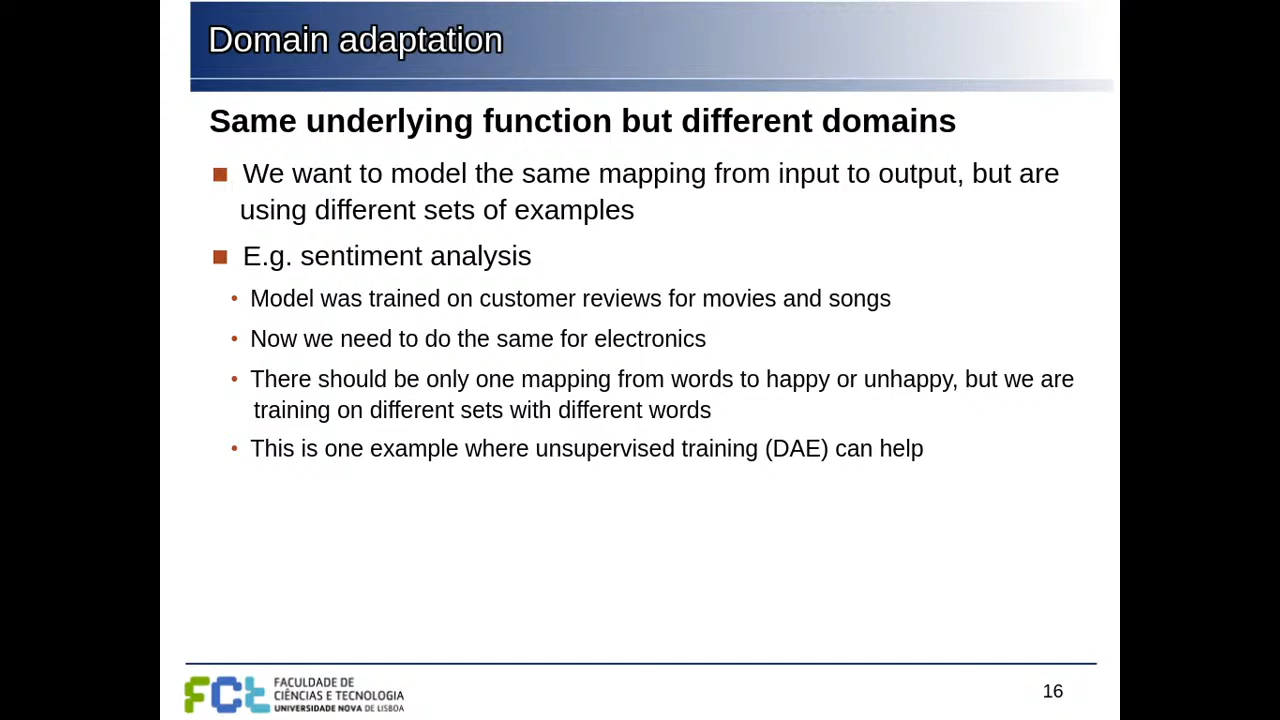 Domain adaptation
Same underlying function but different domains
We want to model the same mapping from input to output, but are
using different sets of examples
E.g. sentiment analysis
Model was trained on customer reviews for movies and songs
Now we need to do the same for electronics
There should be only one mapping from words to happy or unhappy, but we are
training on different sets with different words
This is one example where unsupervised training (DAE) can help
FCt
FACULDADE DE
CIÊNCIAS E TECNOLOGIA
UNIVERSIDADE NOVA DE LISBOA
16